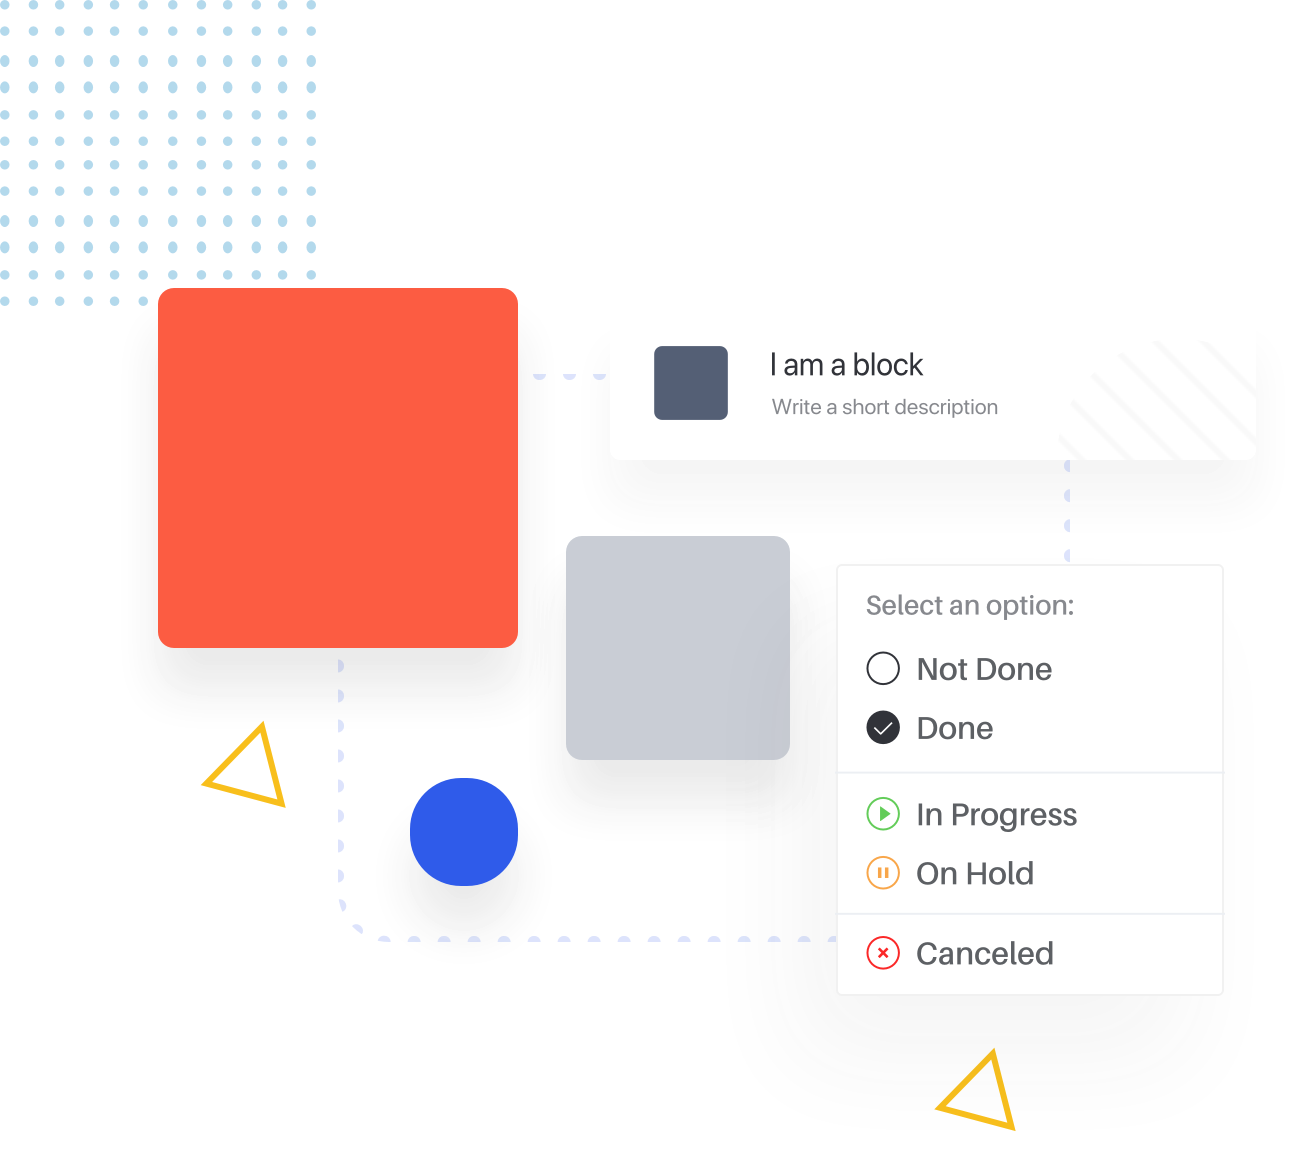 I am a block
Write a short description
Select an option:
Not Done
Done
In Progress
On Hold
Canceled